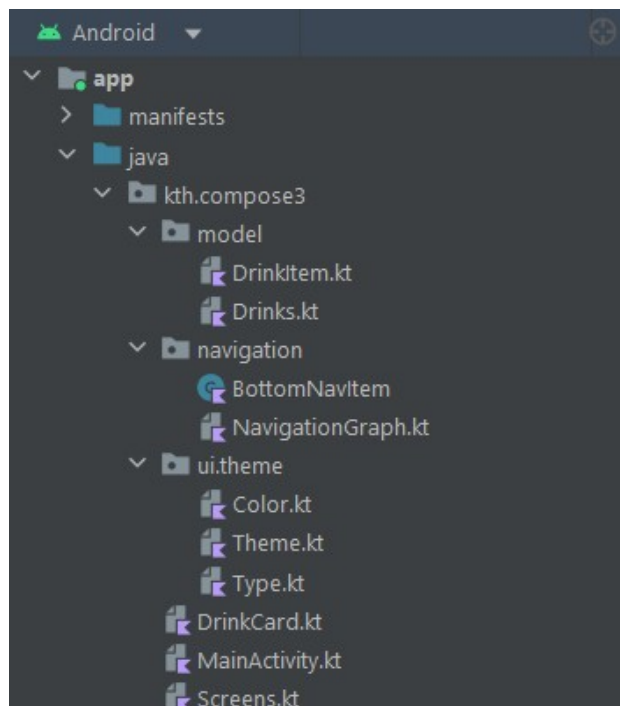 Android
app
manifests
java
kth.compose3
model
DrinkItem.kt
Drinks.kt
navigation
BottomNavItem
NavigationGraph.kt
ui.theme
Color.kt
Theme.kt
Type.kt
DrinkCard.kt
MainActivity.kt
Screens.kt